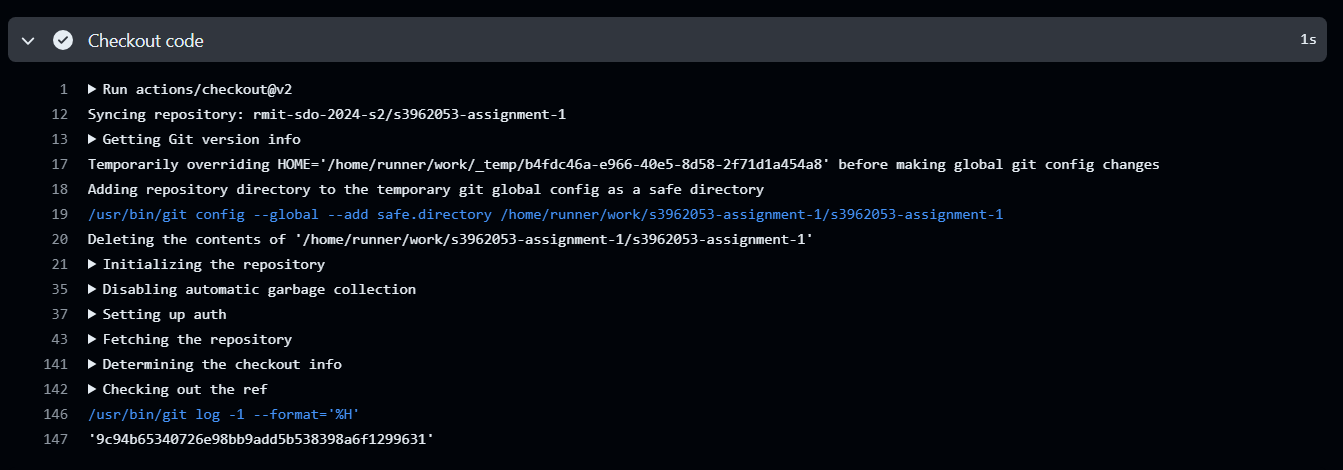 Checkout code 1s
1 ▶ Run actions/checkout@v2
12 Syncing repository: rmit-sdo-2024-s2/s3962053-assignment-1
13 ▶ Getting Git version info
17 Temporarily overriding HOME='/home/runner/work/_temp/b4fdc46a-e966-40e5-8d58-2f71d1a454a8' before making global git config changes
18 Adding repository directory to the temporary git global config as a safe directory
19 /usr/bin/git config --global --add safe.directory /home/runner/work/s3962053-assignment-1/s3962053-assignment-1
20 Deleting the contents of '/home/runner/work/s3962053-assignment-1/s3962053-assignment-1'
21 ▶ Initializing the repository
35 ▶ Disabling automatic garbage collection
37 ▶ Setting up auth
43 ▶ Fetching the repository
141 ▶ Determining the checkout info
142 ▶ Checking out the ref
146 /usr/bin/git log -1 --format='%H'
147 '9c94b65340726e98bb9add5b538398a6f1299631'